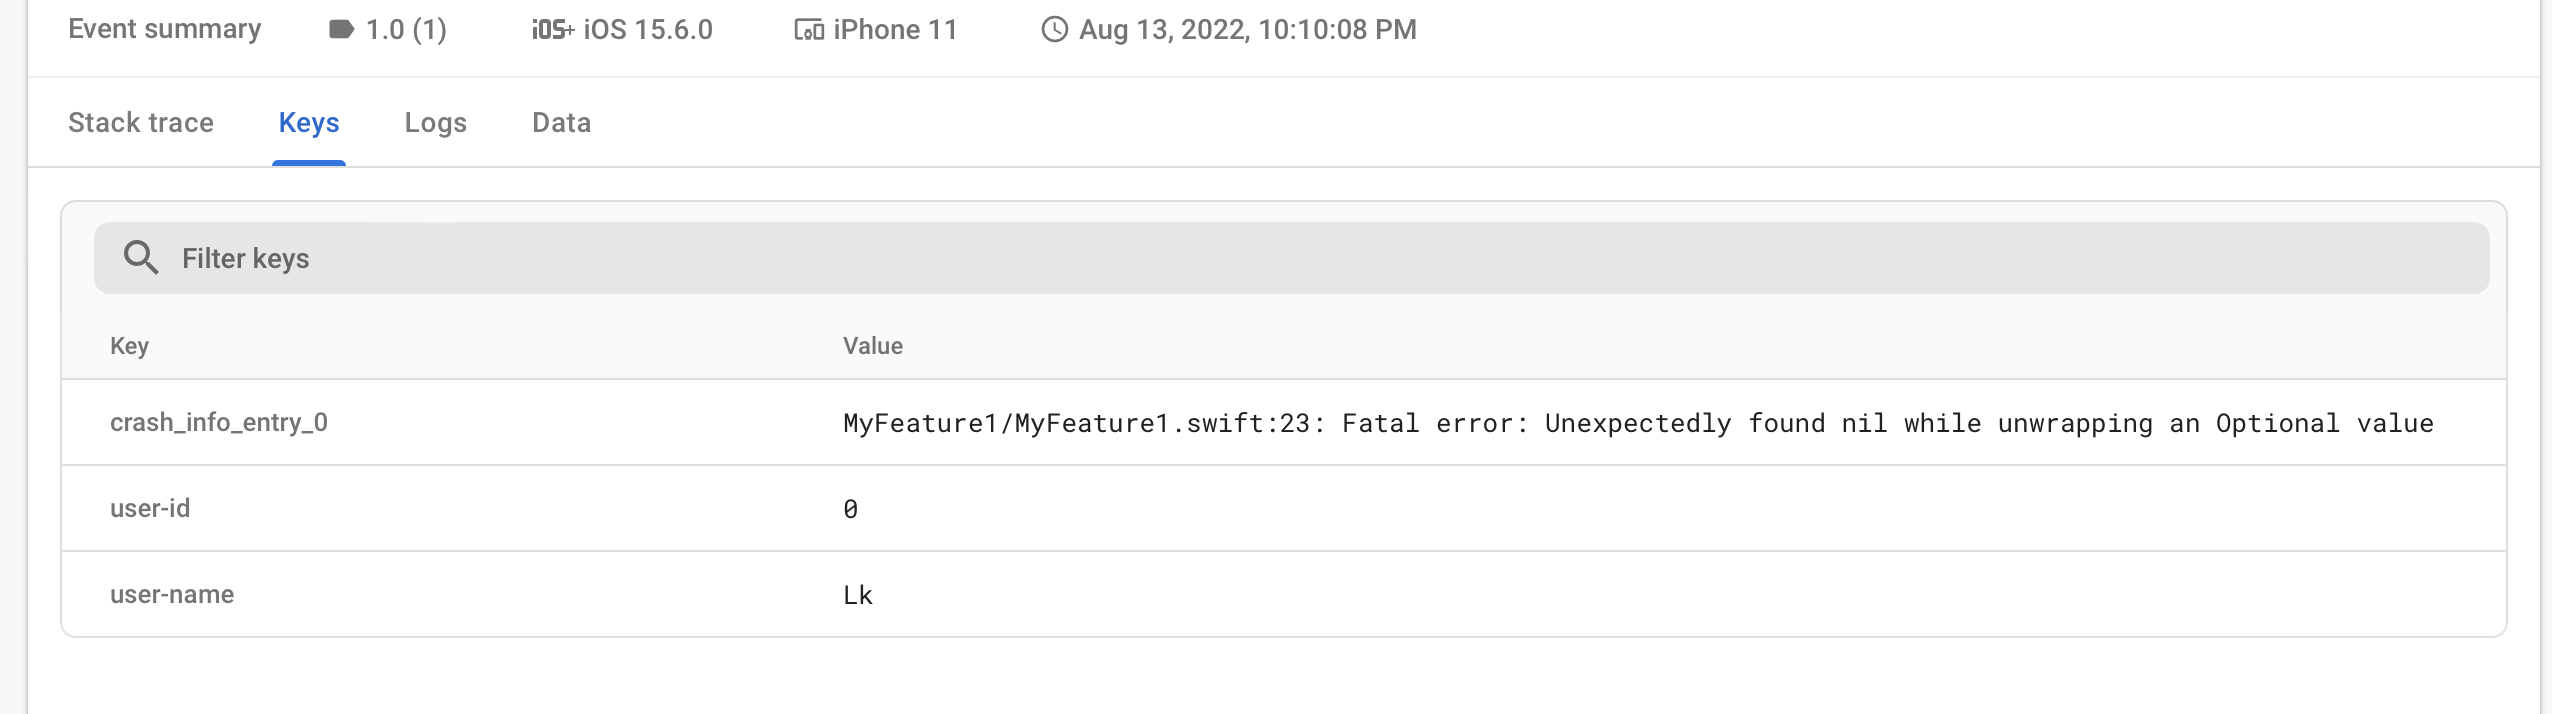 Event summary 1.0 (1) iOS+ iOS 15.6.0 iPhone 11 Aug 13, 2022, 10:10:08 PM
Stack trace Keys Logs Data
Filter keys
Key Value
crash_info_entry_0 MyFeature1/MyFeature1.swift:23: Fatal error: Unexpectedly found nil while unwrapping an Optional value
user-id 0
user-name Lk